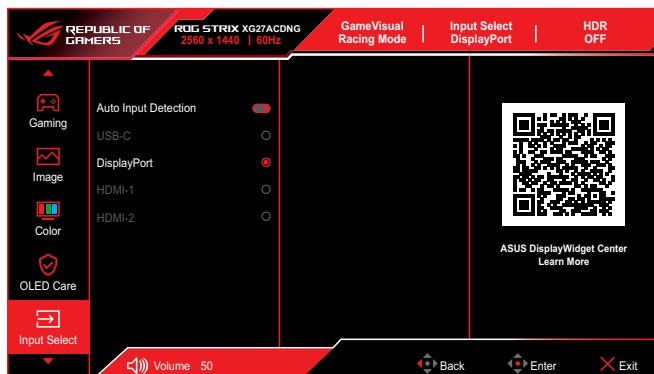 REPUBLIC OF
GAMERS
ROG STRIX XG27ACDNG
2560 x 1440 | 60Hz
GameVisual
Racing Mode
Input Select
DisplayPort
HDR
OFF
Gaming
Image
Color
OLED Care
Input Select
Auto Input Detection
USB-C
DisplayPort
HDMI-1
HDMI-2
ASUS DisplayWidget Center
Learn More
Volume 50
Back
Enter
Exit